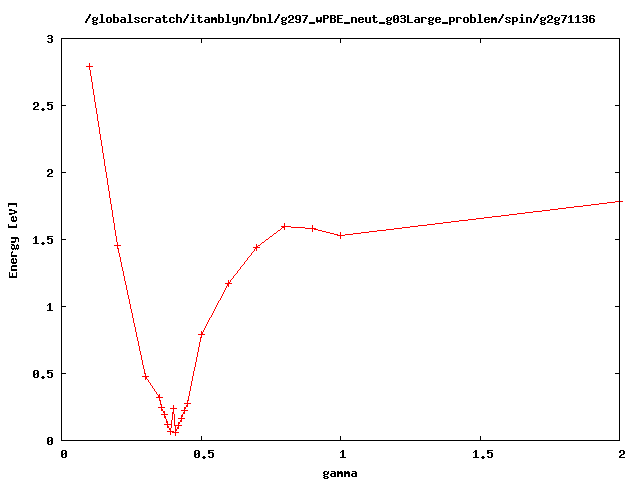 /globalscratch/itamblyn/bnl/g297_wPBE_neut_g03Large_problem/spin/g2g71136
3
2.5
2
1.5
1
0.5
0
Energy [eV]
0 0.5 1 1.5 2
gamma